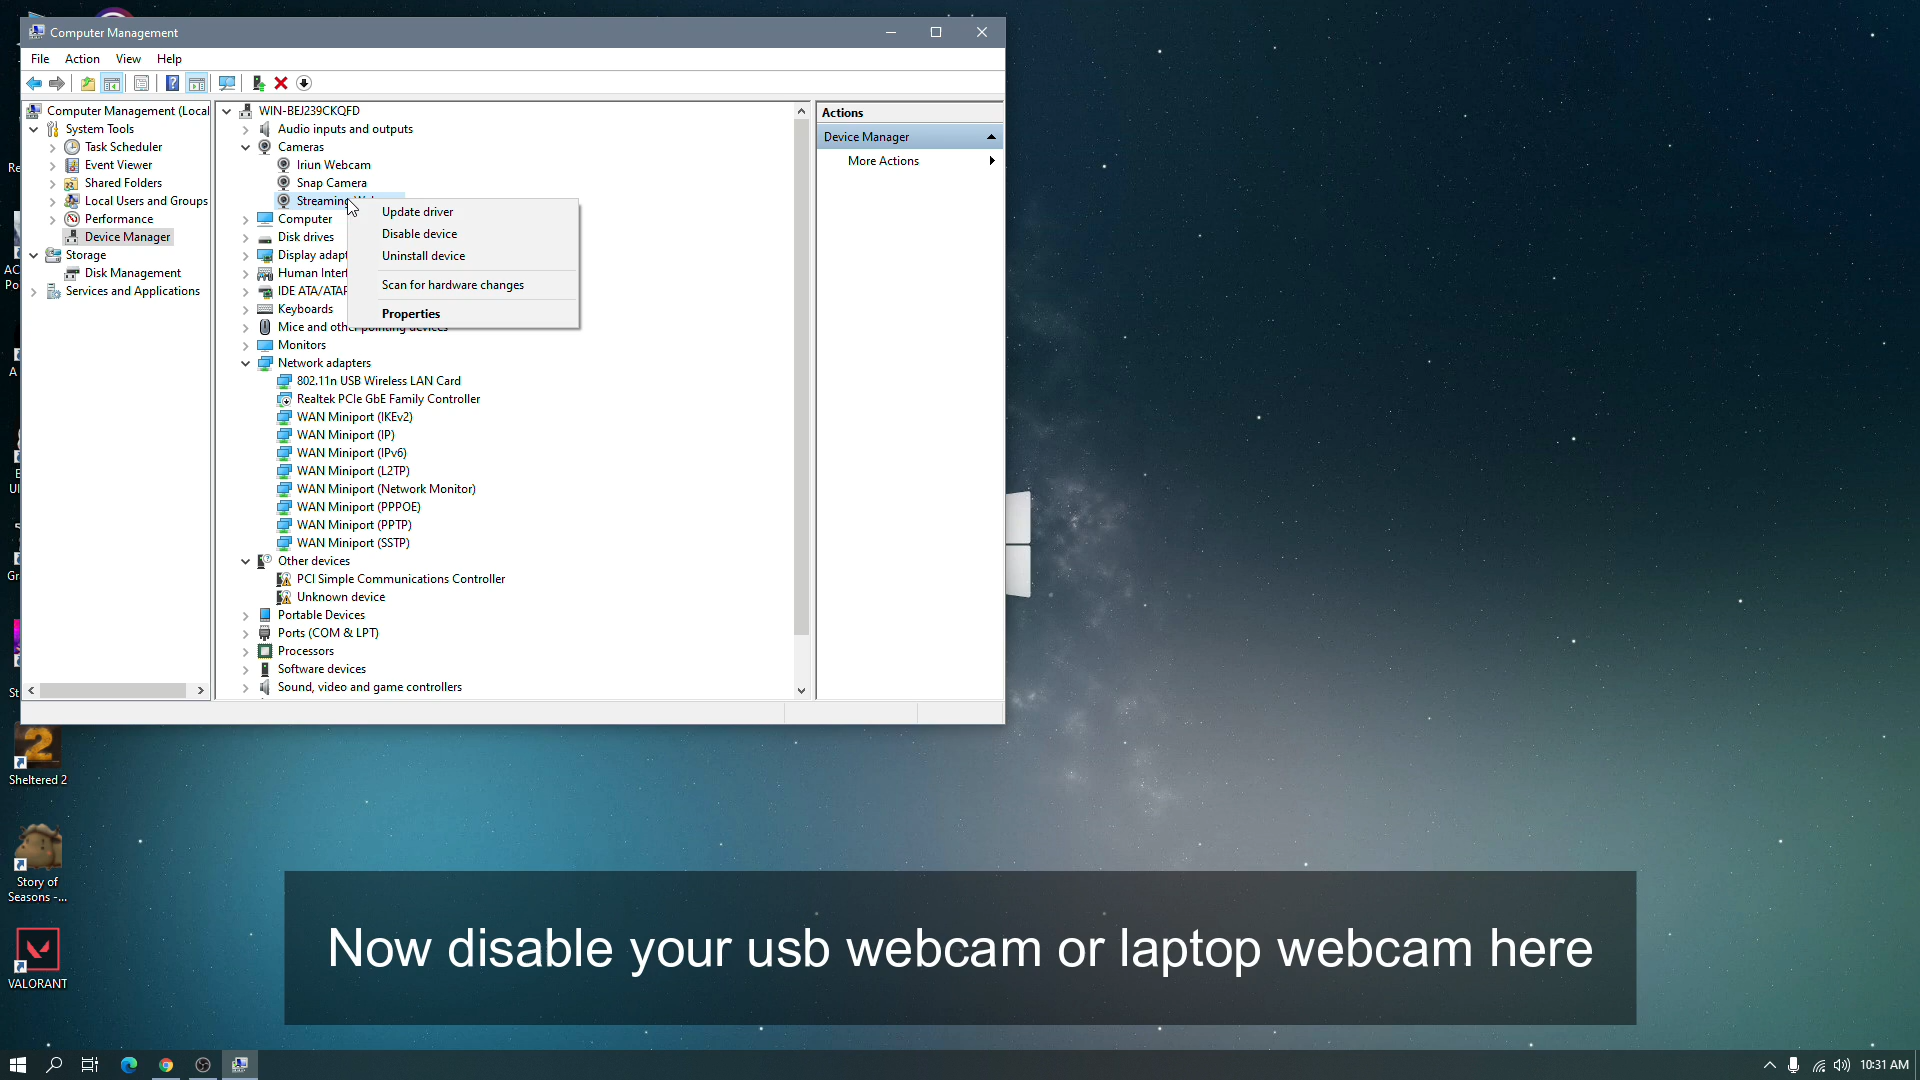 Computer Management
File Action View Help
Computer Management (Local
System Tools
Task Scheduler
Event Viewer
Shared Folders
Local Users and Groups
Performance
Device Manager
Storage
Disk Management
Services and Applications
WIN-BEJ239CKQFD
Audio inputs and outputs
Cameras
Iriun Webcam
Snap Camera
Streaming
Computer
Disk drives
Display adapt
Human Interf
IDE ATA/ATAP
Keyboards
Mice and other pointing devices
Monitors
Network adapters
802.11n USB Wireless LAN Card
Realtek PCIe GbE Family Controller
WAN Miniport (IKEv2)
WAN Miniport (IP)
WAN Miniport (IPv6)
WAN Miniport (L2TP)
WAN Miniport (Network Monitor)
WAN Miniport (PPPOE)
WAN Miniport (PPTP)
WAN Miniport (SSTP)
Other devices
PCI Simple Communications Controller
Unknown device
Portable Devices
Ports (COM & LPT)
Processors
Software devices
Sound, video and game controllers
Update driver
Disable device
Uninstall device
Scan for hardware changes
Properties
Actions
Device Manager
More Actions
Re
AC
Po
A
E
UI
Gr
St
2
Sheltered 2
Story of
Seasons -...
VALORANT
Now disable your usb webcam or laptop webcam here
10:31 AM